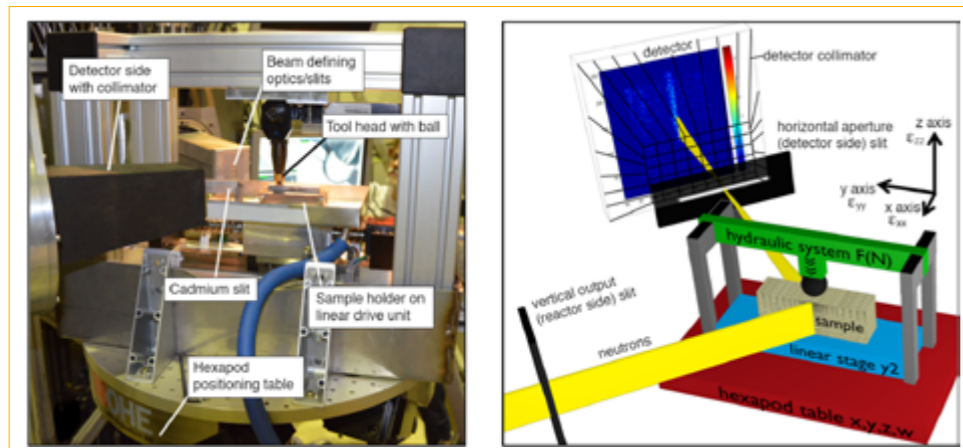 Detector side
with collimator
Beam defining
optics/slits
Tool head with ball
Cadmium slit
Sample holder on
linear drive unit
Hexapod
positioning table
OHE
detector
detector collimator
horizontal aperture
(detector side) slit
z axis
εzz
y axis
εyy
x axis
εxx
hydraulic system F(N)
vertical output
(reactor side) slit
sample
neutrons
linear stage y2
hexapod table x,y,z,w